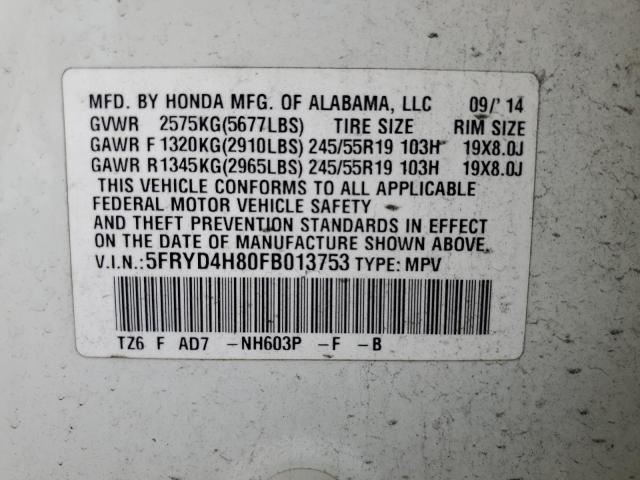 MFD. BY HONDA MFG. OF ALABAMA, LLC 09/'14
GVWR 2575KG(5677LBS) TIRE SIZE RIM SIZE
GAWR F 1320KG(2910LBS) 245/55R19 103H 19X8.0J
GAWR R1345KG(2965LBS) 245/55R19 103H 19X8.0J
THIS VEHICLE CONFORMS TO ALL APPLICABLE
FEDERAL MOTOR VEHICLE SAFETY
AND THEFT PREVENTION STANDARDS IN EFFECT
ON THE DATE OF MANUFACTURE SHOWN ABOVE.
V.I.N.:5FRYD4H80FB013753 TYPE: MPV
TZ6 F AD7 -NH603P -F -B